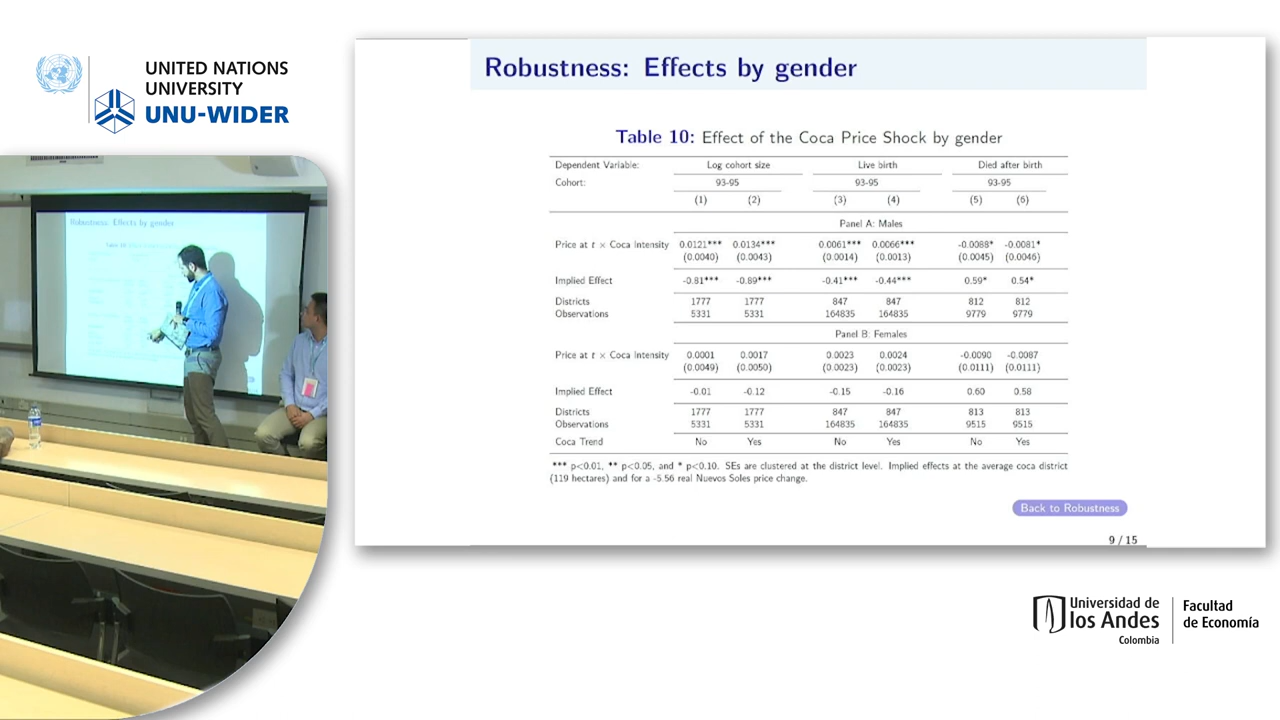 UNITED NATIONS
UNIVERSITY
UNU-WIDER
Robustness: Effects by gender
Robustness: Effects by gender
Table 10: Effect of the Coca Price Shock by gender
Dependent Variable: Log cohort size Live birth Died after birth
Cohort: 93-95 93-95 93-95
(1) (2) (3) (4) (5) (6)
Panel A: Males
Price at t × Coca Intensity 0.0121*** 0.0134*** 0.0061*** 0.0066*** -0.0088* -0.0081*
(0.0040) (0.0043) (0.0014) (0.0013) (0.0045) (0.0046)
Implied Effect -0.81*** -0.89*** -0.41*** -0.44*** 0.59* 0.54*
Districts 1777 1777 847 847 812 812
Observations 5331 5331 164835 164835 9779 9779
Panel B: Females
Price at t × Coca Intensity 0.0001 0.0017 0.0023 0.0024 -0.0090 -0.0087
(0.0049) (0.0050) (0.0023) (0.0023) (0.0111) (0.0111)
Implied Effect -0.01 -0.12 -0.15 -0.16 0.60 0.58
Districts 1777 1777 847 847 813 813
Observations 5331 5331 164835 164835 9515 9515
Coca Trend No Yes No Yes No Yes
*** p<0.01, ** p<0.05, and * p<0.10. SEs are clustered at the district level. Implied effects at the average coca district
(119 hectares) and for a -5.56 real Nuevos Soles price change.
Back to Robustness
9 / 15
Universidad de
los Andes
Colombia
Facultad
de Economía